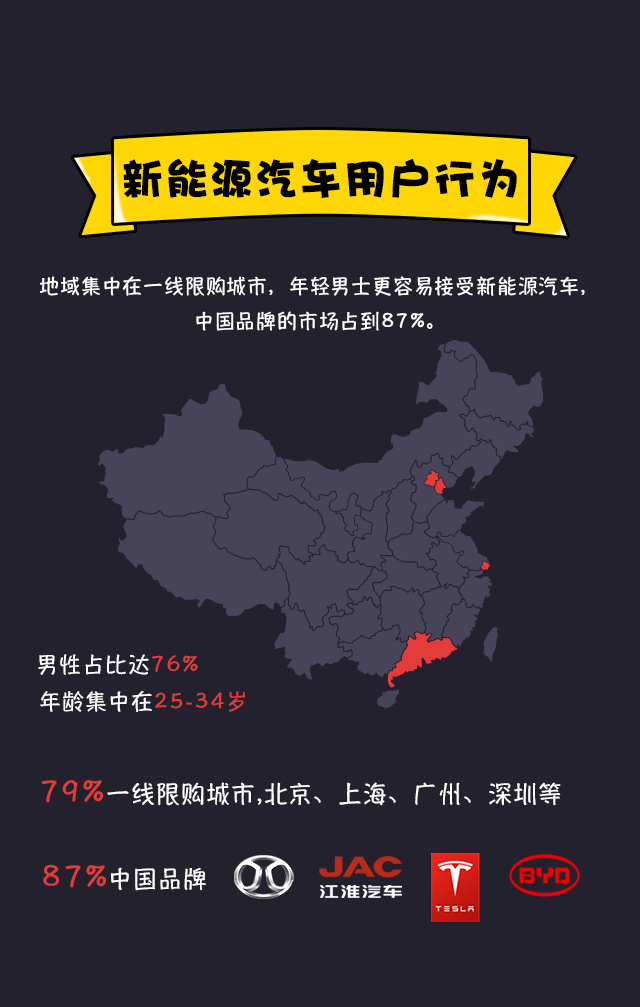 新能源汽车用户行为
地域集中在一线限购城市，年轻男士更容易接受新能源汽车，
中国品牌的市场占到87%。
男性占比达76%
年龄集中在25-34岁
79%一线限购城市,北京、上海、广州、深圳等
87%中国品牌
JAC
江淮汽车
TESLA
BYD